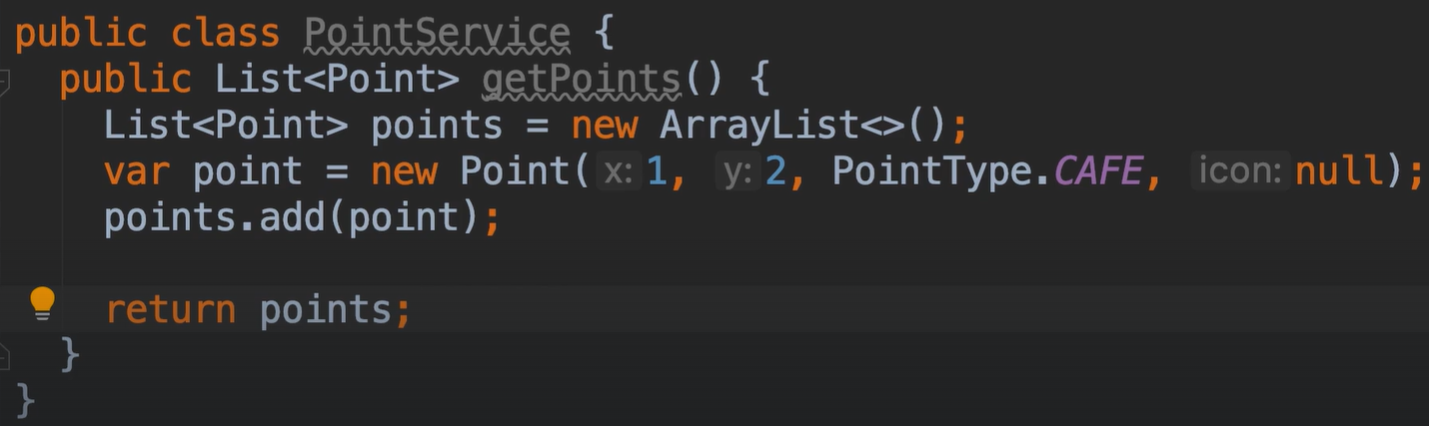 public class PointService {
public List<Point> getPoints() {
List<Point> points = new ArrayList<>();
var point = new Point( x: 1, y: 2, PointType.CAFE, icon: null);
points.add(point);
return points;
}
}